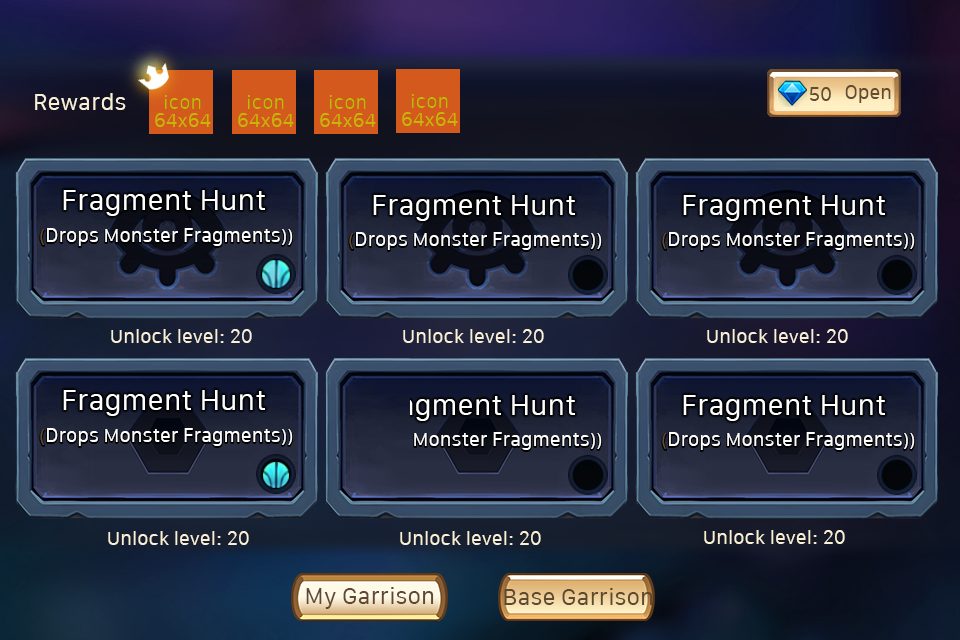 Rewards
icon
64x64
icon
64x64
icon
64x64
icon
64x64
50 Open
Fragment Hunt
(Drops Monster Fragments))
Fragment Hunt
(Drops Monster Fragments))
Fragment Hunt
(Drops Monster Fragments))
Unlock level: 20
Unlock level: 20
Unlock level: 20
Fragment Hunt
(Drops Monster Fragments))
agment Hunt
Monster Fragments))
Fragment Hunt
(Drops Monster Fragments))
Unlock level: 20
Unlock level: 20
Unlock level: 20
My Garrison
Base Garrison